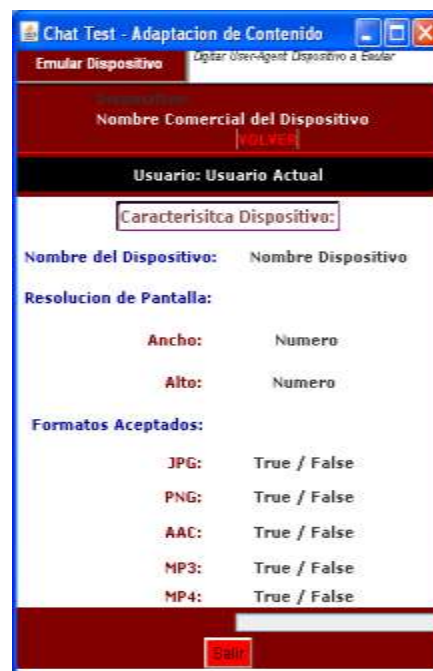 Chat Test - Adaptacion de Contenido
Emular Dispositivo
Digitar User-Agent Dispositivo a Emular
Dispositivo:
Nombre Comercial del Dispositivo
VOLVER
Usuario: Usuario Actual
Caracterisitca Dispositivo:
Nombre del Dispositivo: Nombre Dispositivo
Resolucion de Pantalla:
Ancho: Numero
Alto: Numero
Formatos Aceptados:
JPG: True / False
PNG: True / False
AAC: True / False
MP3: True / False
MP4: True / False
Salir